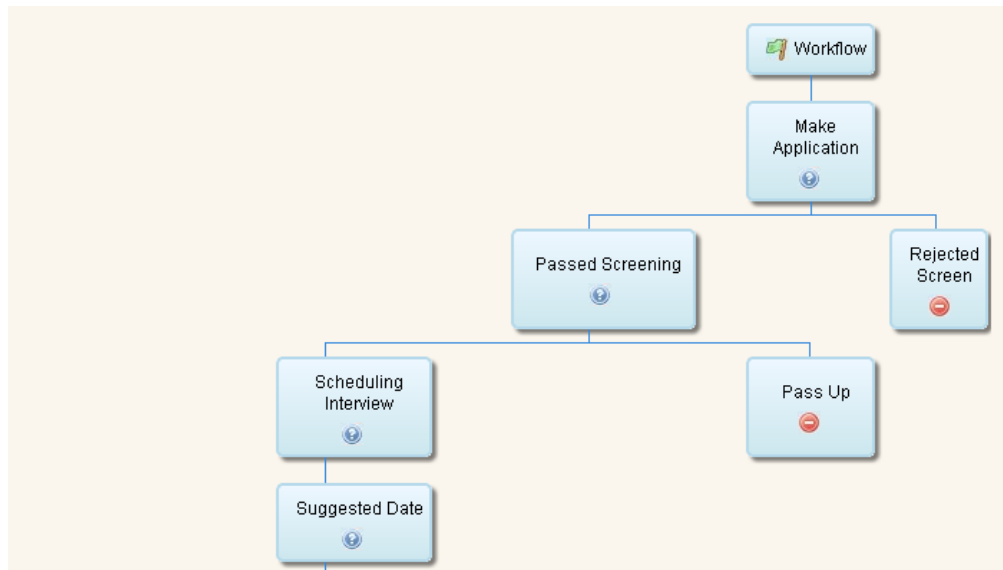 Workflow
Make
Application
Passed Screening
Rejected
Screen
Scheduling
Interview
Pass Up
Suggested Date